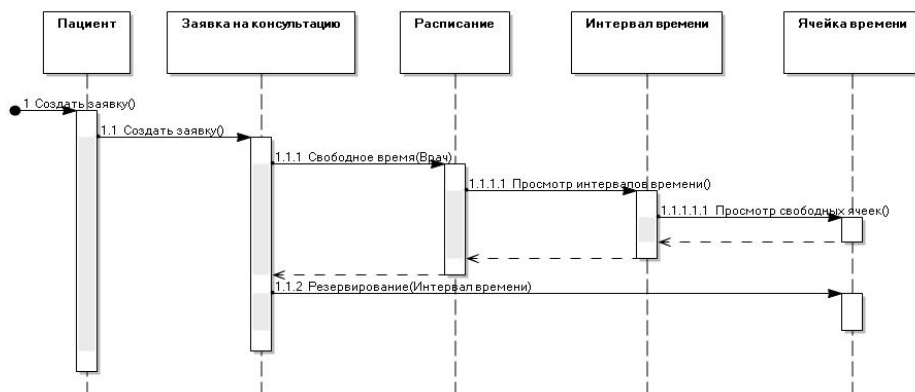 Пациент
Заявка на консультацию
Расписание
Интервал времени
Ячейка времени
1 Создать заявку()
1.1 Создать заявку()
1.1.1 Свободное время(Врач)
1.1.1.1 Просмотр интервалов времени()
1.1.1.1.1 Просмотр свободных ячеек()
1.1.2 Резервирование(Интервал времени)